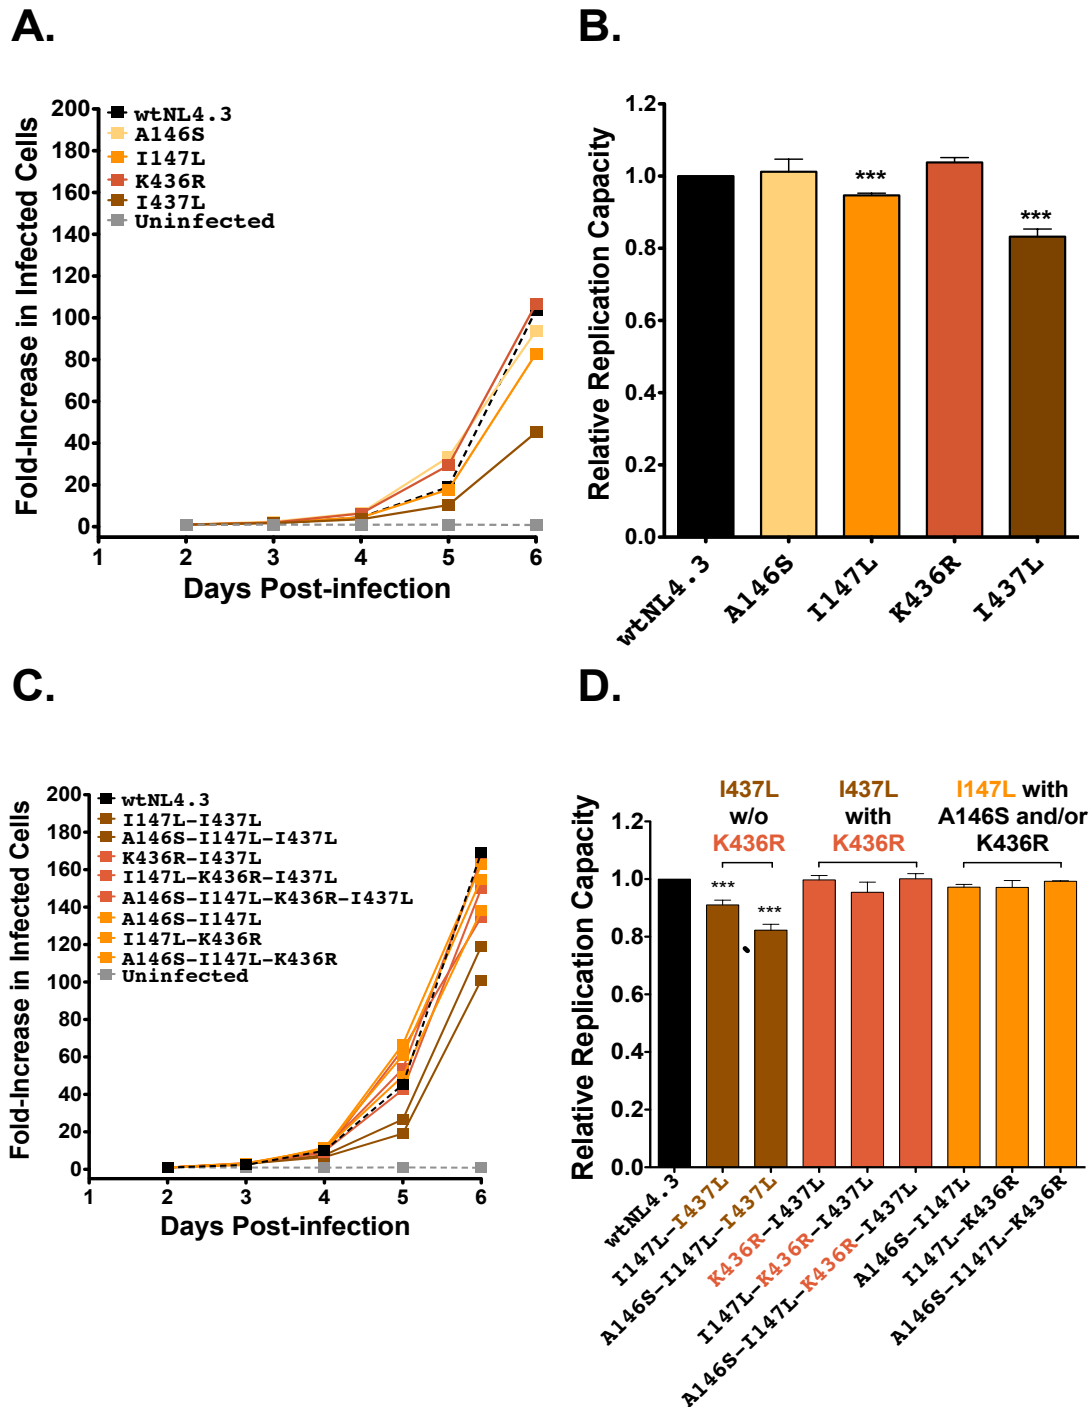 A.
B.
Fold-Increase in Infected Cells
200
180
160
140
120
100
80
60
40
20
0
wtNL4.3
A146S
I147L
K436R
I437L
Uninfected
1
2
3
4
5
6
Days Post-infection
Relative Replication Capacity
1.2
1.0
0.8
0.6
0.4
0.2
0.0
***
***
wtNL4.3
A146S
I147L
K436R
I437L
C.
D.
Fold-Increase in Infected Cells
200
180
160
140
120
100
80
60
40
20
0
wtNL4.3
I147L-I437L
A146S-I147L-I437L
K436R-I437L
I147L-K436R-I437L
A146S-I147L-K436R-I437L
A146S-I147L
I147L-K436R
A146S-I147L-K436R
Uninfected
1
2
3
4
5
6
Days Post-infection
Relative Replication Capacity
1.2
1.0
0.8
0.6
0.4
0.2
0.0
I437L
w/o
K436R
I437L
with
K436R
I147L with
A146S and/or
K436R
***
***
wtNL4.3
I147L-I437L
A146S-I147L-I437L
K436R-I437L
I147L-K436R-I437L
A146S-I147L-K436R-I437L
A146S-I147L
I147L-K436R
A146S-I147L-K436R